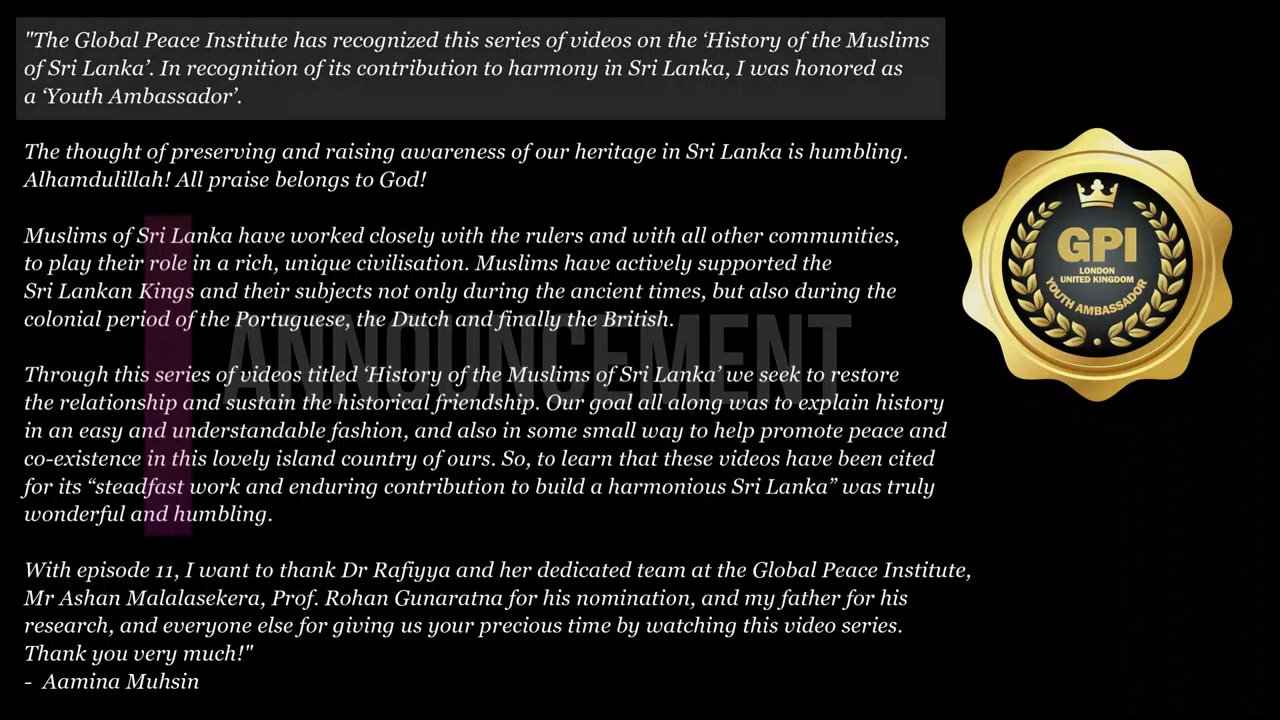 "The Global Peace Institute has recognized this series of videos on the ‘History of the Muslims
of Sri Lanka’. In recognition of its contribution to harmony in Sri Lanka, I was honored as
a ‘Youth Ambassador’.
The thought of preserving and raising awareness of our heritage in Sri Lanka is humbling.
Alhamdulillah! All praise belongs to God!
Muslims of Sri Lanka have worked closely with the rulers and with all other communities,
to play their role in a rich, unique civilisation. Muslims have actively supported the
Sri Lankan Kings and their subjects not only during the ancient times, but also during the
colonial period of the Portuguese, the Dutch and finally the British.
ANNOUNCEMENT
Through this series of videos titled ‘History of the Muslims of Sri Lanka’ we seek to restore
the relationship and sustain the historical friendship. Our goal all along was to explain history
in an easy and understandable fashion, and also in some small way to help promote peace and
co-existence in this lovely island country of ours. So, to learn that these videos have been cited
for its “steadfast work and enduring contribution to build a harmonious Sri Lanka” was truly
wonderful and humbling.
With episode 11, I want to thank Dr Rafiyya and her dedicated team at the Global Peace Institute,
Mr Ashan Malalasekera, Prof. Rohan Gunaratna for his nomination, and my father for his
research, and everyone else for giving us your precious time by watching this video series.
Thank you very much!"
- Aamina Muhsin
GPI
LONDON
UNITED KINGDOM
YOUTH AMBASSADOR